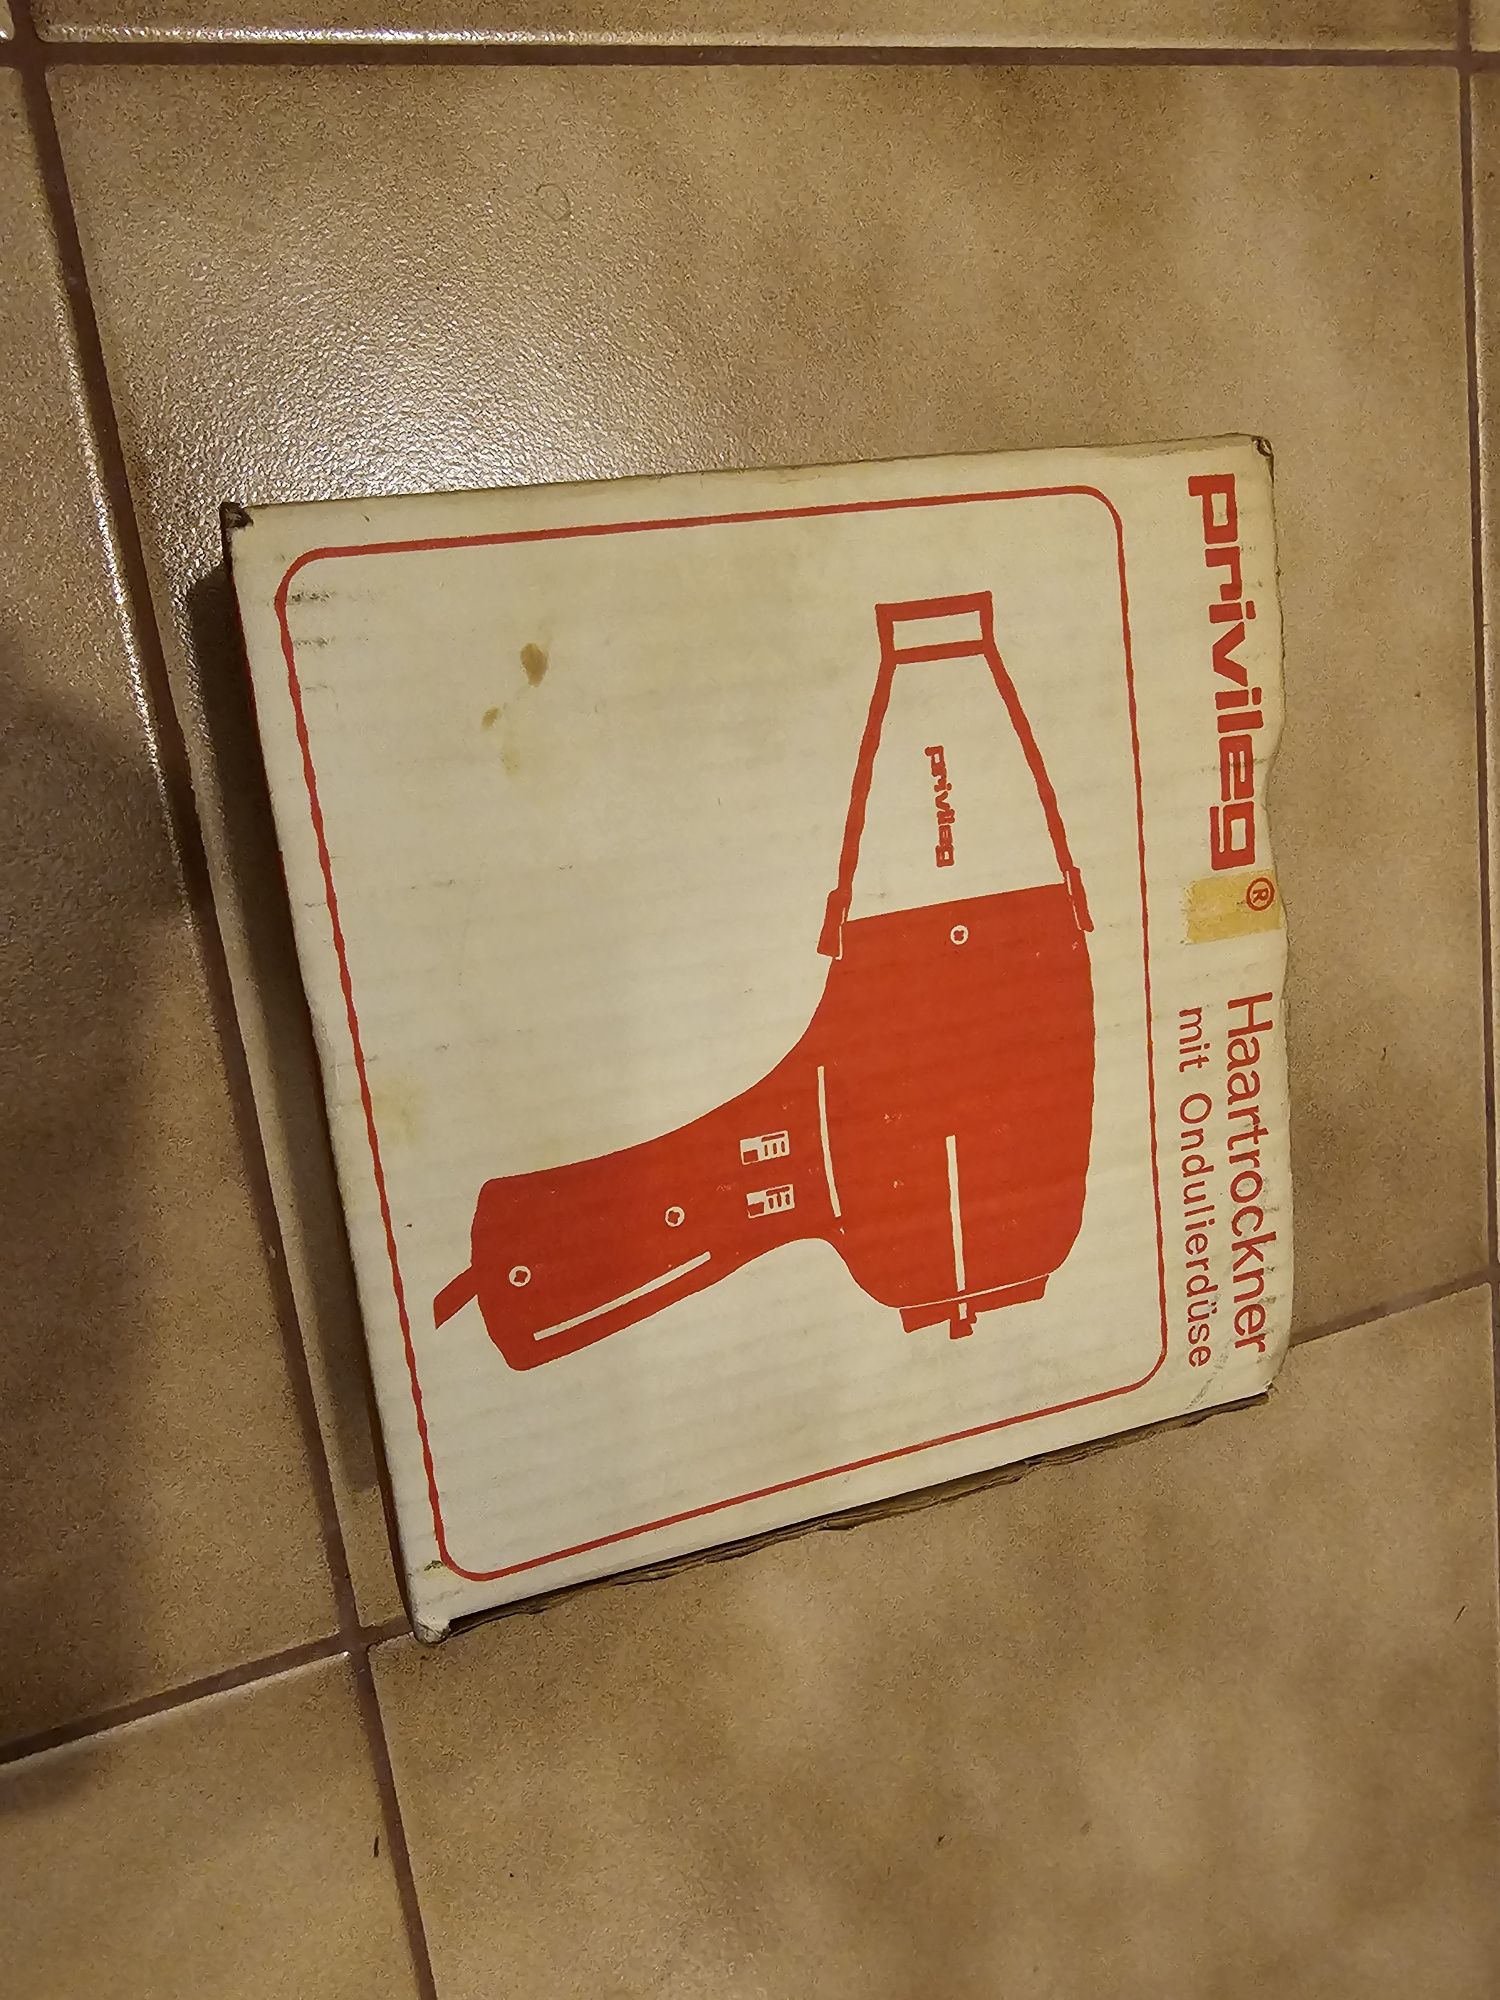 privileg®
Haartrockner
mit Ondulierdüse
privileg